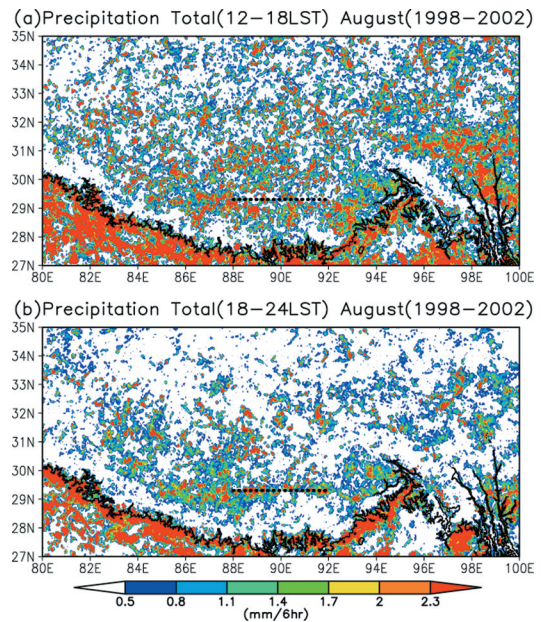 (a)Precipitation Total(12-18LST) August(1998-2002)
35N
34N
33N
32N
31N
30N
29N
28N
27N
80E 82E 84E 86E 88E 90E 92E 94E 96E 98E 100E
(b)Precipitation Total(18-24LST) August(1998-2002)
35N
34N
33N
32N
31N
30N
29N
28N
27N
80E 82E 84E 86E 88E 90E 92E 94E 96E 98E 100E
0.5 0.8 1.1 1.4 1.7 2 2.3
(mm/6hr)